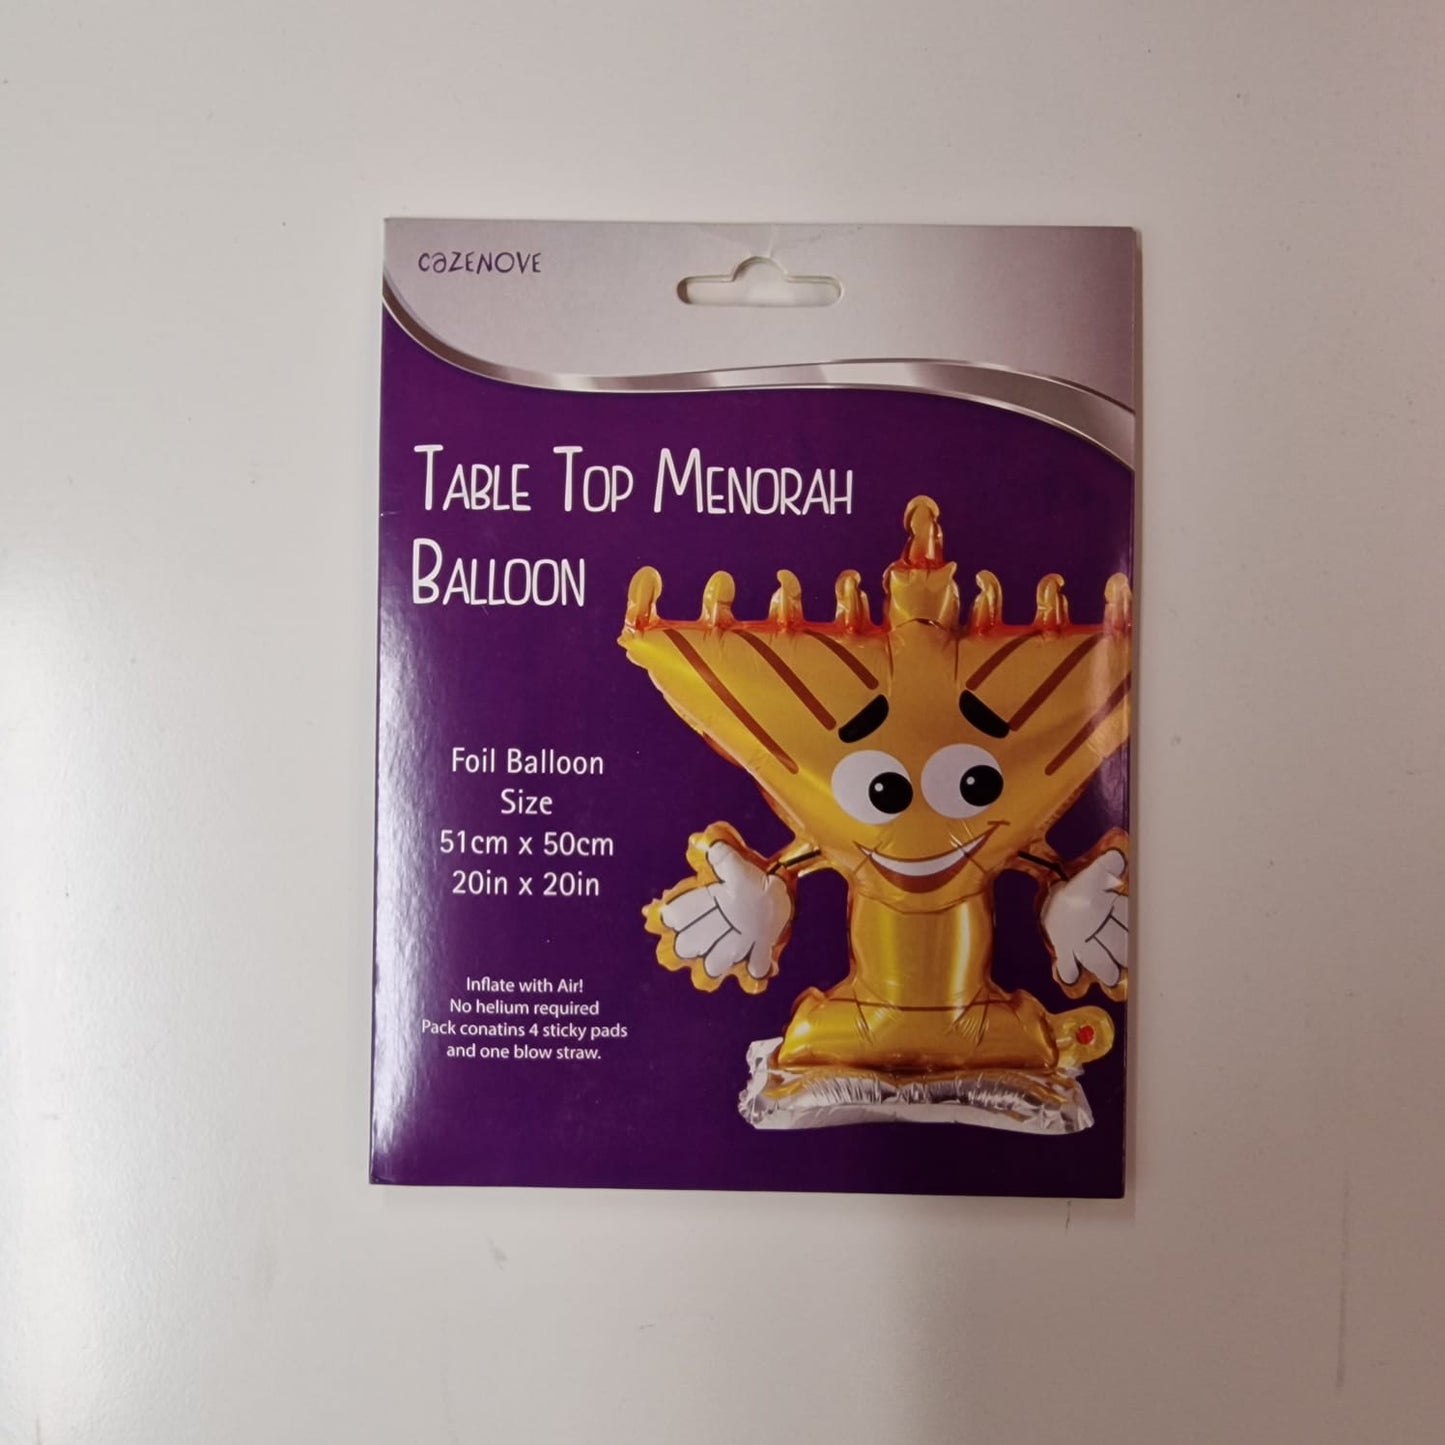 cazENOVE
TABLE TOP MENORAH
BALLOON
Foil Balloon
Size
51cm x 50cm
20in x 20in
Inflate with Air!
No helium required
Pack conatins 4 sticky pads
and one blow straw.